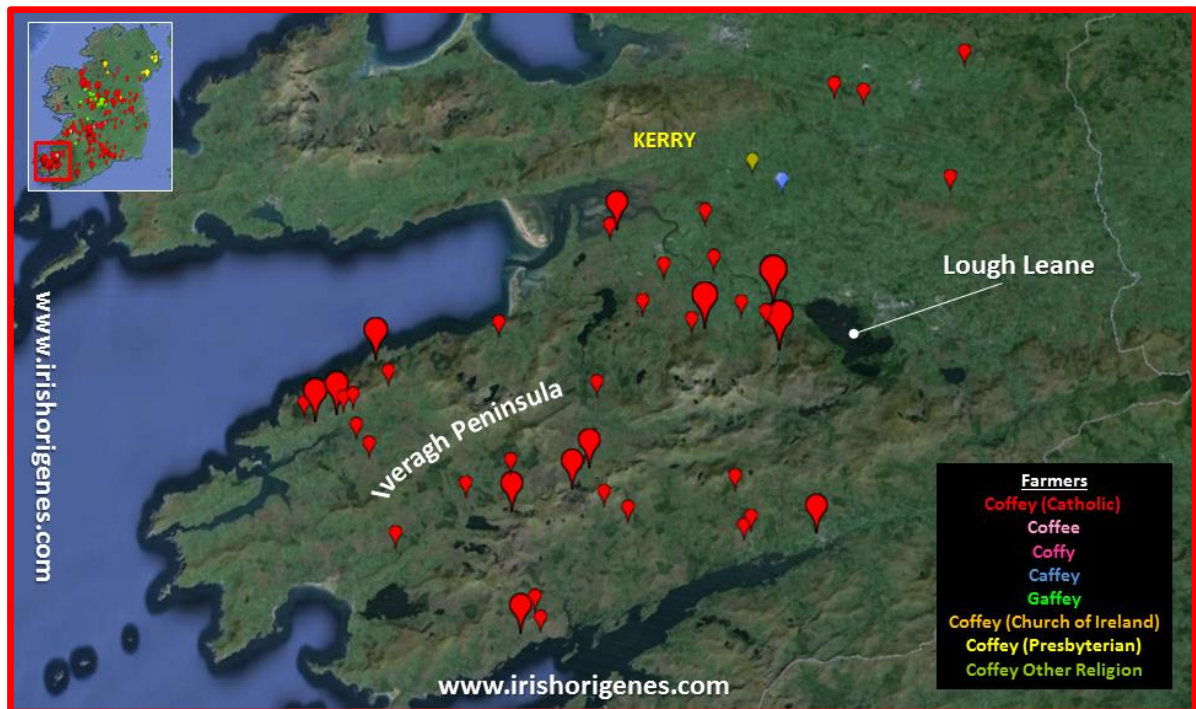 KERRY
Lough Leane
www.irishorigenes.com
Iveragh Peninsula
Farmers
Coffey (Catholic)
Coffee
Coffy
Caffey
Gaffey
Coffey (Church of Ireland)
Coffey (Presbyterian)
Coffey Other Religion
www.irishorigenes.com